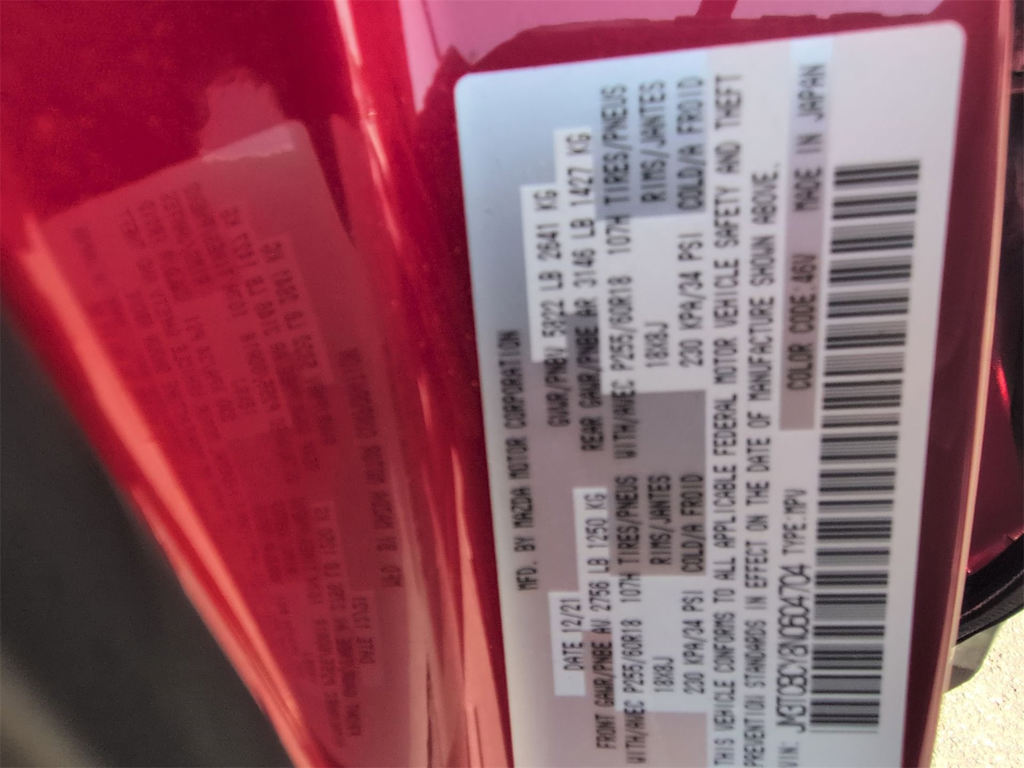 MFD. BY MAZDA MOTOR CORPORATION
DATE 12/21 GVWR/PNBV 5822 LB 2641 KG
FRONT GAWR/PNBE AV 2756 LB 1250 KG REAR GAWR/PNBE AR 3146 LB 1427 KG
WITH/AVEC P255/60R18 107H TIRES/PNEUS WITH/AVEC P255/60R18 107H TIRES/PNEUS
18X8J RIMS/JANTES 18X8J RIMS/JANTES
230 KPA/34 PSI COLD/A FROID 230 KPA/34 PSI COLD/A FROID
THIS VEHICLE CONFORMS TO ALL APPLICABLE FEDERAL MOTOR VEHICLE SAFETY AND THEFT
PREVENTION STANDARDS IN EFFECT ON THE DATE OF MANUFACTURE SHOWN ABOVE.
VIN: JM3TCBCY8N0604704 TYPE:MPV COLOR CODE: 46V MADE IN JAPAN